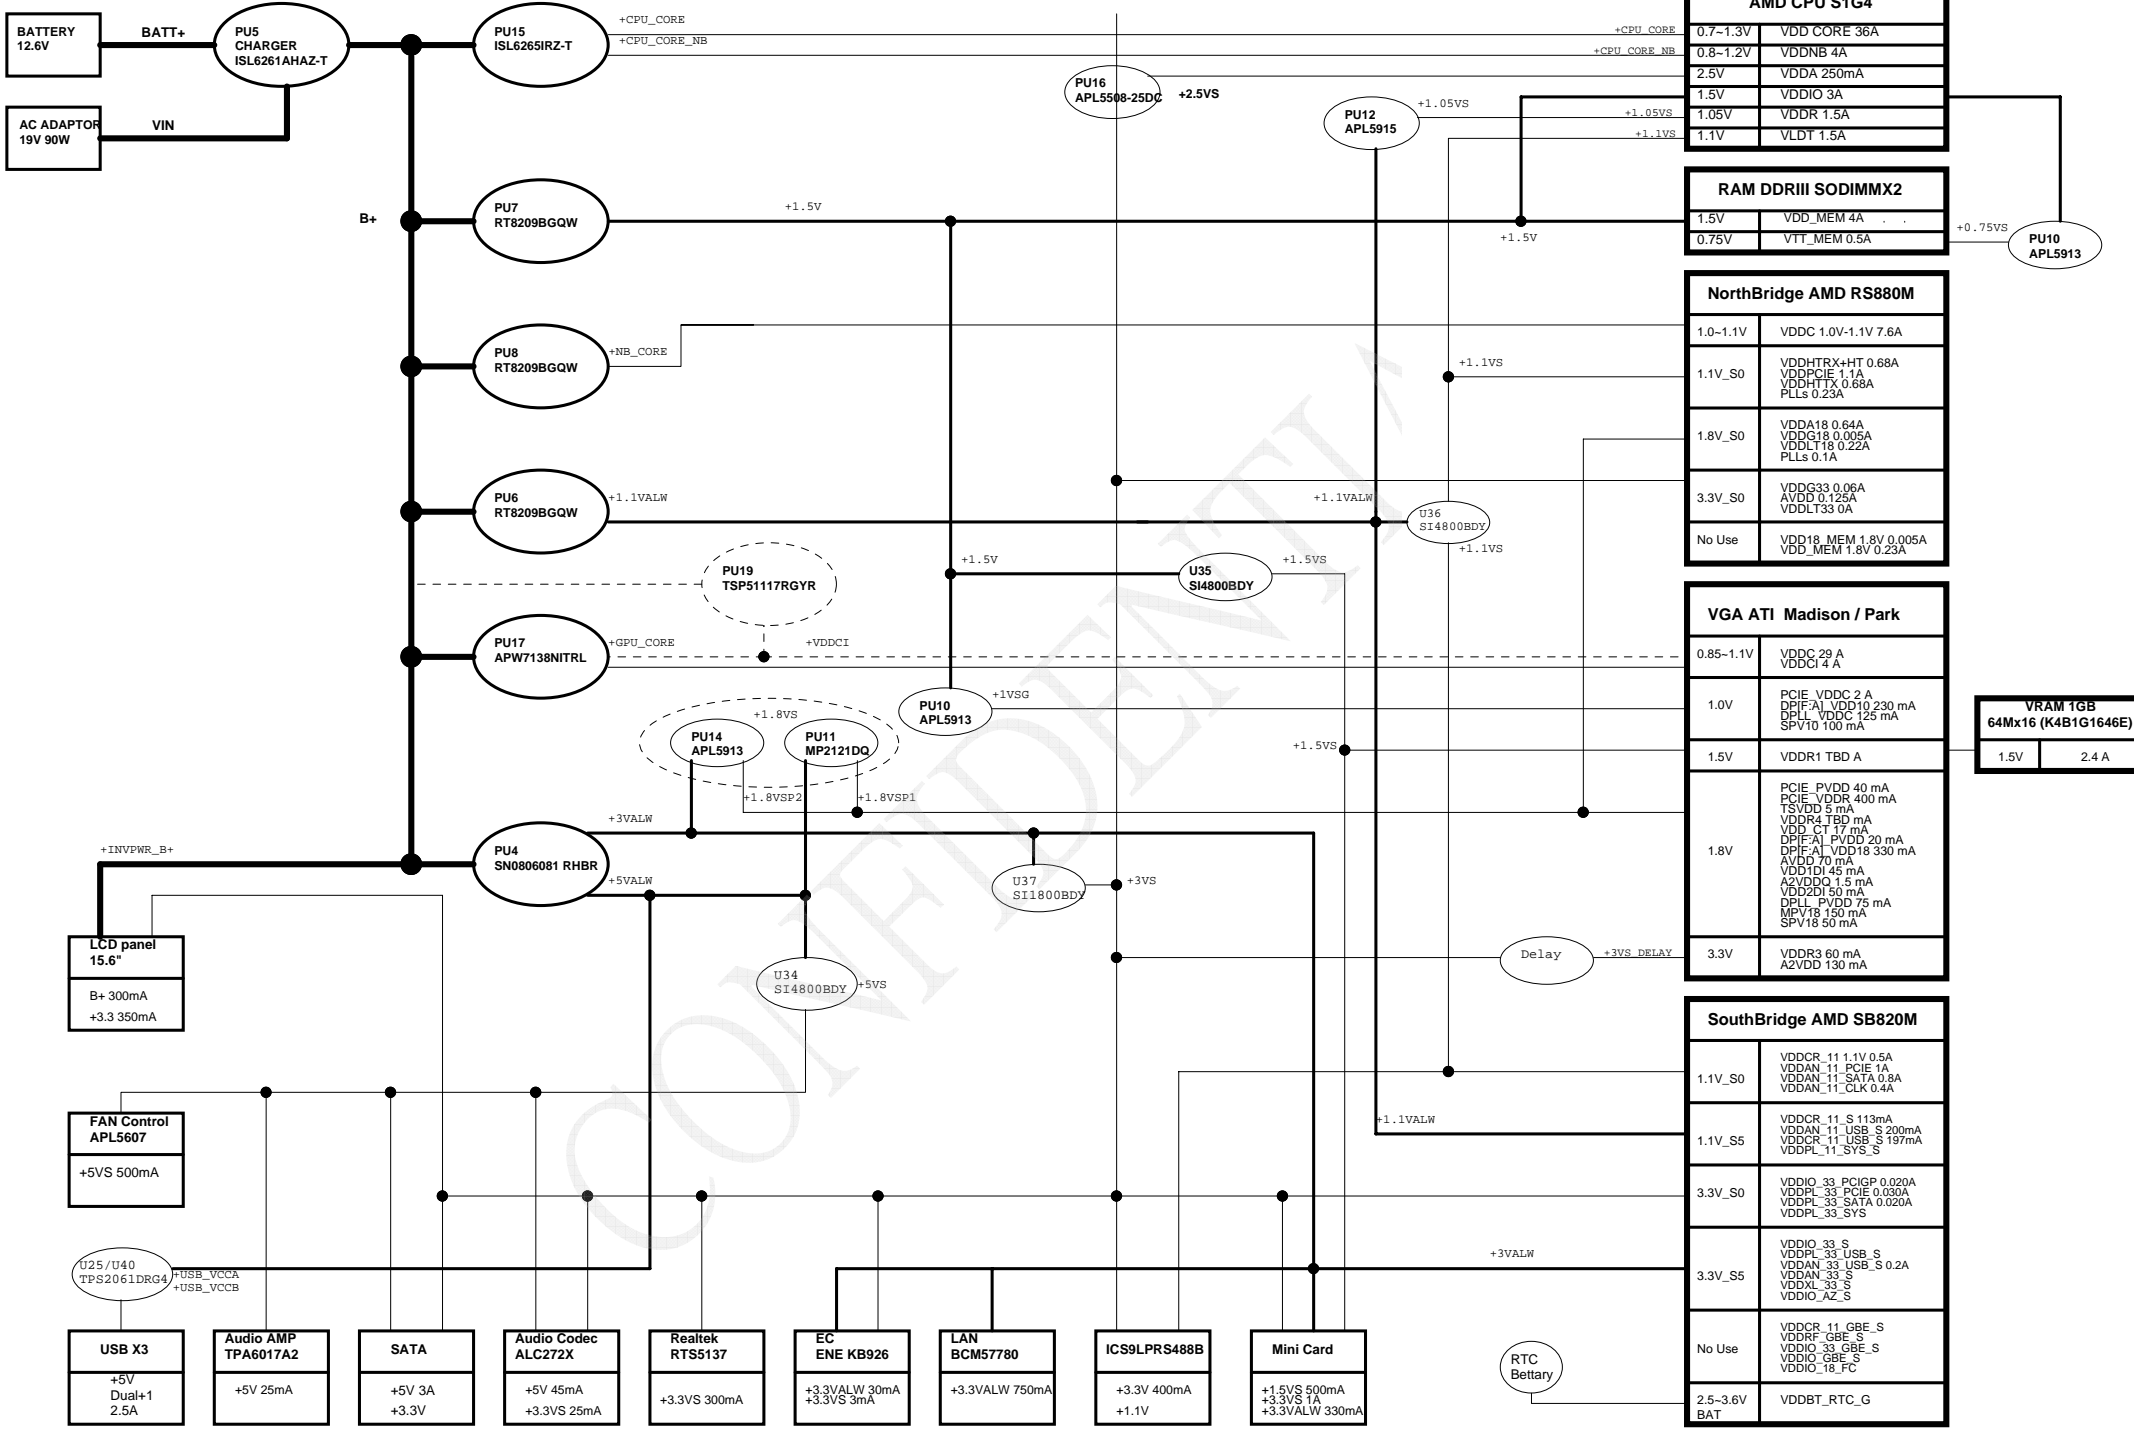 BATTERY
12.6V
BATT+
PU5
CHARGER
ISL6261AHAZ-T
AC ADAPTOR
19V 90W
VIN
B+
PU15
ISL6265IRZ-T
+CPU_CORE
+CPU_CORE_NB
+CPU_CORE
+CPU_CORE_NB
PU16
APL5508-25DC
+2.5VS
PU12
APL5915
+1.05VS
+1.05VS
+1.1VS
AMD CPU S1G4
0.7~1.3V VDD CORE 36A
0.8~1.2V VDDNB 4A
2.5V VDDA 250mA
1.5V VDDIO 3A
1.05V VDDR 1.5A
1.1V VLDT 1.5A
PU7
RT8209BGQW
+1.5V
+1.5V
RAM DDRIII SODIMMX2
1.5V VDD_MEM 4A
0.75V VTT_MEM 0.5A
+0.75VS
PU10
APL5913
PU8
RT8209BGQW
+NB_CORE
+1.1VS
NorthBridge AMD RS880M
1.0~1.1V VDDC 1.0V-1.1V 7.6A
1.1V_S0
VDDHTRX+HT 0.68A
VDDPCIE 1.1A
VDDHTTX 0.68A
PLLs 0.23A
1.8V_S0
VDDA18 0.64A
VDDG18 0.005A
VDDLT18 0.22A
PLLs 0.1A
3.3V_S0
VDDG33 0.06A
AVDD 0.125A
VDDLT33 0A
No Use
VDD18_MEM 1.8V 0.005A
VDD_MEM 1.8V 0.23A
PU6
RT8209BGQW
+1.1VALW
+1.1VALW
U36
SI4800BDY
+1.1VS
PU19
TSP51117RGYR
+1.5V
U35
SI4800BDY
+1.5VS
PU17
APW7138NITRL
+GPU_CORE
+VDDCI
PU10
APL5913
+1VSG
+1.5VS
VGA ATI Madison / Park
0.85~1.1V
VDDC 29 A
VDDCI 4 A
1.0V
PCIE_VDDC 2 A
DP[F:A]_VDD10 230 mA
DPLL_VDDC 125 mA
SPV10 100 mA
1.5V VDDR1 TBD A
1.8V
PCIE_PVDD 40 mA
PCIE_VDDR 400 mA
TSVDD 5 mA
VDDR4 TBD mA
VDD_CT 17 mA
DP[F:A]_PVDD 20 mA
DP[F:A]_VDD18 330 mA
AVDD 70 mA
VDD1DI 45 mA
A2VDDQ 1.5 mA
VDD2DI 50 mA
DPLL_PVDD 75 mA
MPV18 150 mA
SPV18 50 mA
3.3V
VDDR3 60 mA
A2VDD 130 mA
VRAM 1GB
64Mx16 (K4B1G1646E)
1.5V 2.4 A
+1.8VS
PU14
APL5913
PU11
MP2121DQ
+1.8VSP2
+1.8VSP1
PU4
SN0806081 RHBR
+3VALW
+5VALW
+INVPWR_B+
U37
SI1800BDY
+3VS
Delay
+3VS_DELAY
LCD panel
15.6"
B+ 300mA
+3.3 350mA
U34
SI4800BDY
+5VS
FAN Control
APL5607
+5VS 500mA
+1.1VALW
SouthBridge AMD SB820M
1.1V_S0
VDDCR_11 1.1V 0.5A
VDDAN_11_PCIE 1A
VDDAN_11_SATA 0.8A
VDDAN_11_CLK 0.4A
1.1V_S5
VDDCR_11_S 113mA
VDDAN_11_USB_S 200mA
VDDCR_11_USB_S 197mA
VDDPL_11_SYS_S
3.3V_S0
VDDIO_33_PCIGP 0.020A
VDDPL_33_PCIE 0.030A
VDDPL_33_SATA 0.020A
VDDPL_33_SYS
3.3V_S5
VDDIO_33_S
VDDPL_33_USB_S
VDDAN_33_USB_S 0.2A
VDDAN_33_S
VDDXL_33_S
VDDIO_AZ_S
No Use
VDDCR_11_GBE_S
VDDRF_GBE_S
VDDIO_33_GBE_S
VDDIO_GBE_S
VDDIO_18_FC
2.5~3.6V
BAT
VDDBT_RTC_G
+3VALW
U25/U40
TPS2061DRG4
+USB_VCCA
+USB_VCCB
RTC
Bettary
USB X3
+5V
Dual+1
2.5A
Audio AMP
TPA6017A2
+5V 25mA
SATA
+5V 3A
+3.3V
Audio Codec
ALC272X
+5V 45mA
+3.3VS 25mA
Realtek
RTS5137
+3.3VS 300mA
EC
ENE KB926
+3.3VALW 30mA
+3.3VS 3mA
LAN
BCM57780
+3.3VALW 750mA
ICS9LPRS488B
+3.3V 400mA
+1.1V
Mini Card
+1.5VS 500mA
+3.3VS 1A
+3.3VALW 330mA
CONFIDENTIA